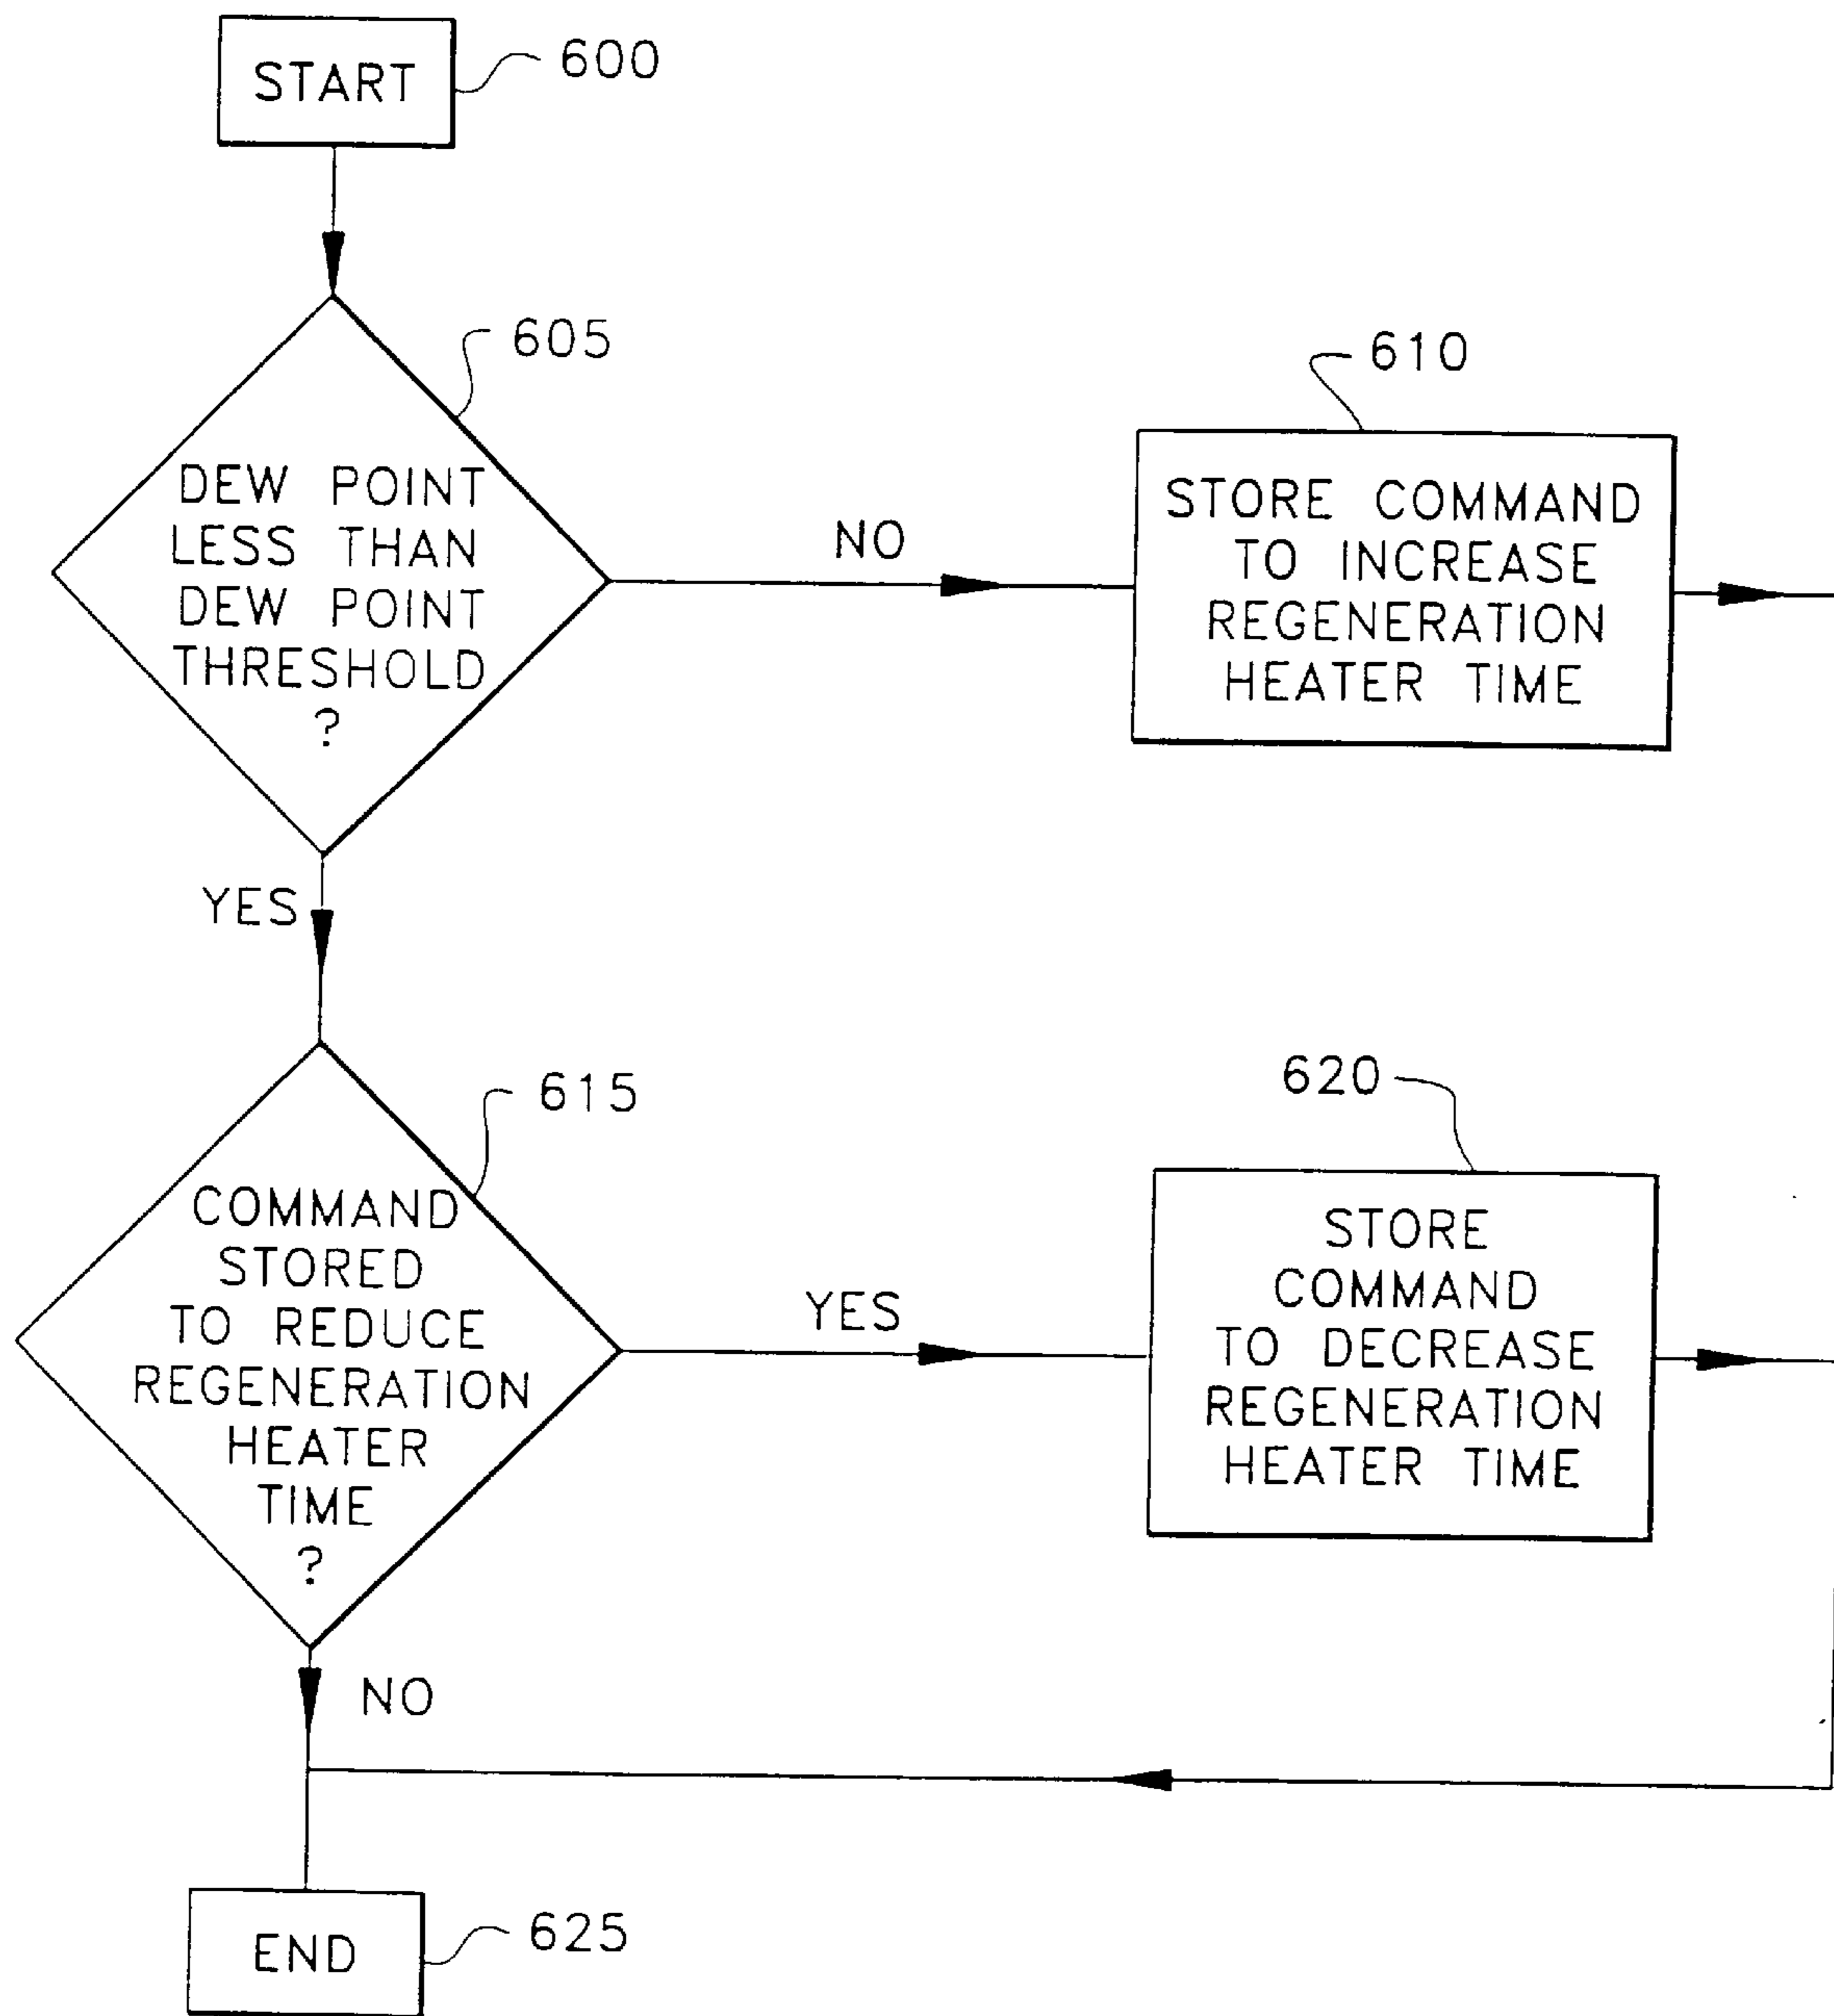 START
600
605
DEW POINT
LESS THAN
DEW POINT
THRESHOLD
?
NO
610
STORE COMMAND
TO INCREASE
REGENERATION
HEATER TIME
YES
615
COMMAND
STORED
TO REDUCE
REGENERATION
HEATER
TIME
?
YES
620
STORE
COMMAND
TO DECREASE
REGENERATION
HEATER TIME
NO
END
625